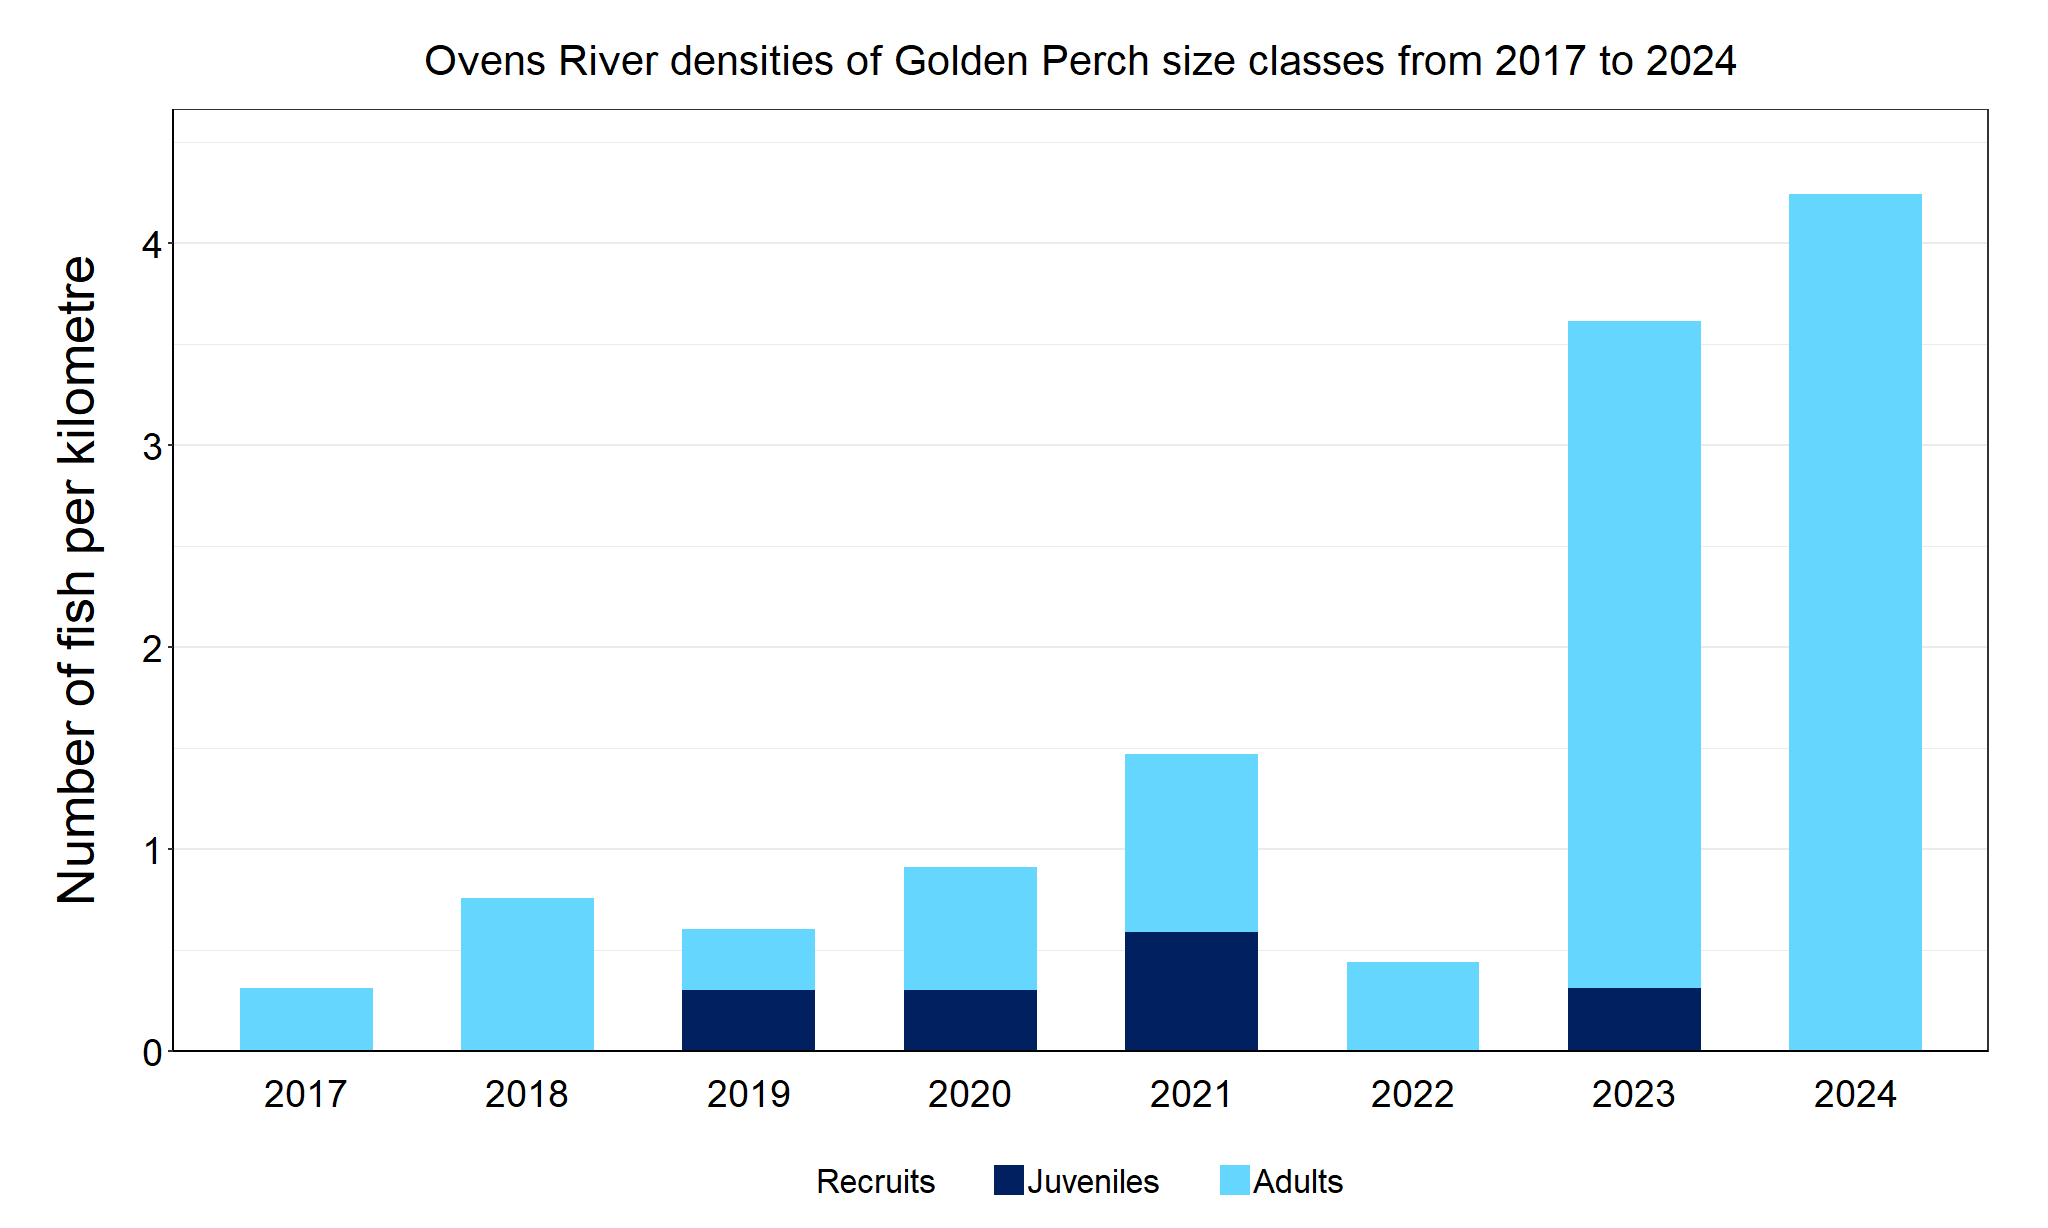 Ovens River densities of Golden Perch size classes from 2017 to 2024
Number of fish per kilometre
4
3
2
1
0
2017 2018 2019 2020 2021 2022 2023 2024
Recruits Juveniles Adults